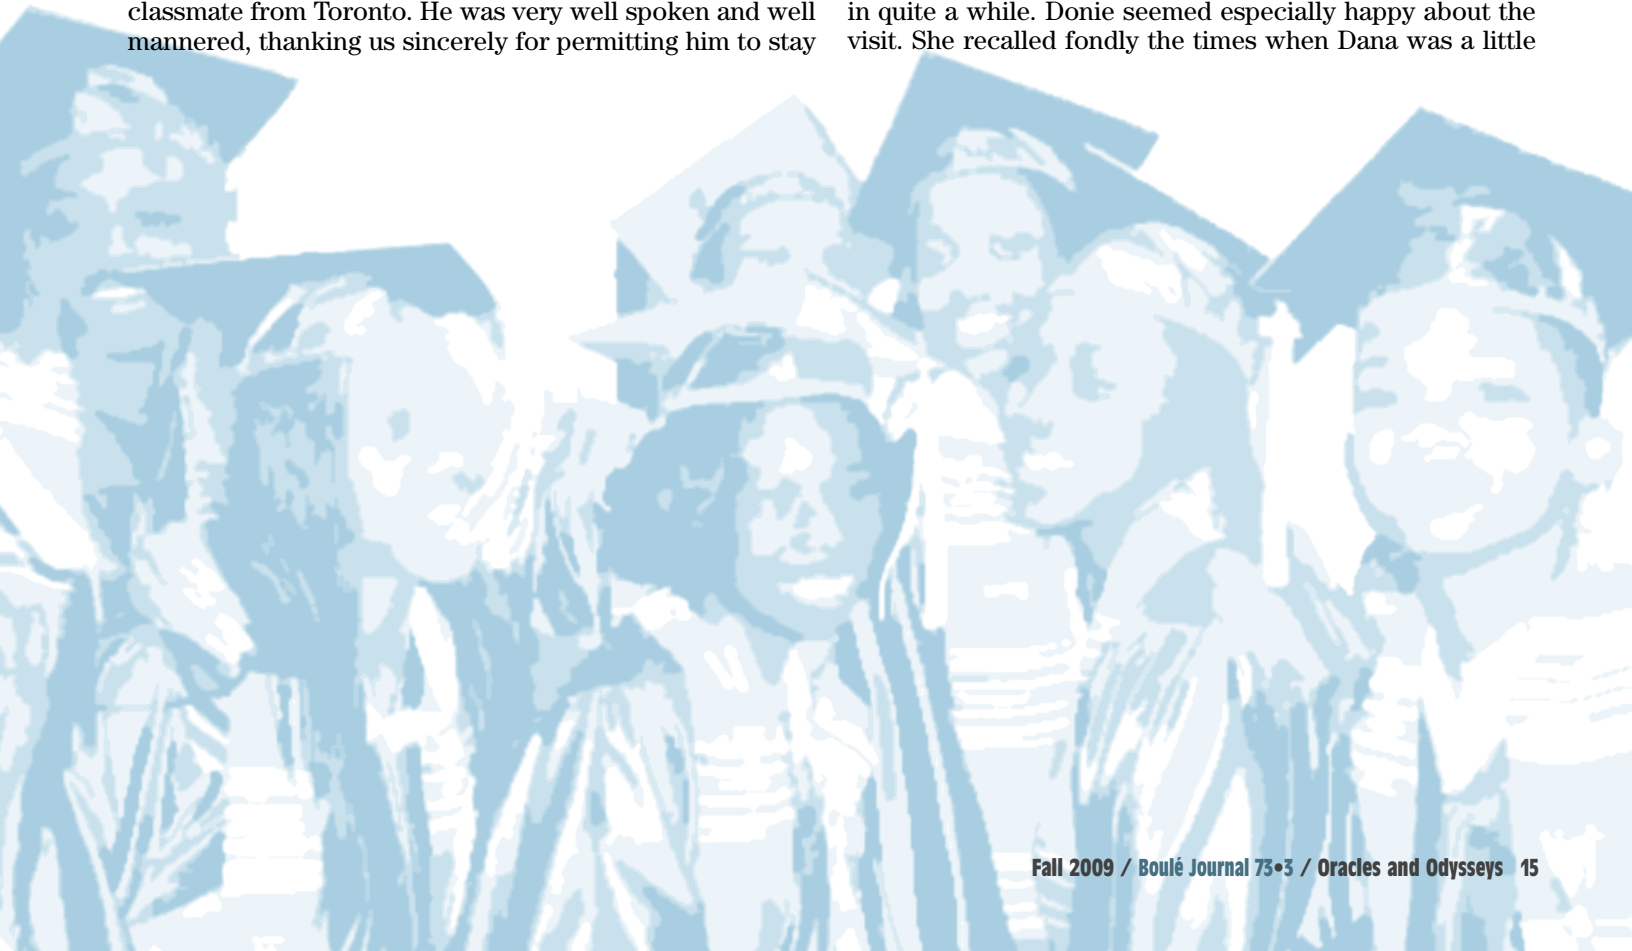 classmate from Toronto. He was very well spoken and well
mannered, thanking us sincerely for permitting him to stay
in quite a while. Donie seemed especially happy about the
visit. She recalled fondly the times when Dana was a little
Fall 2009 / Boulé Journal 73•3 / Oracles and Odysseys 15